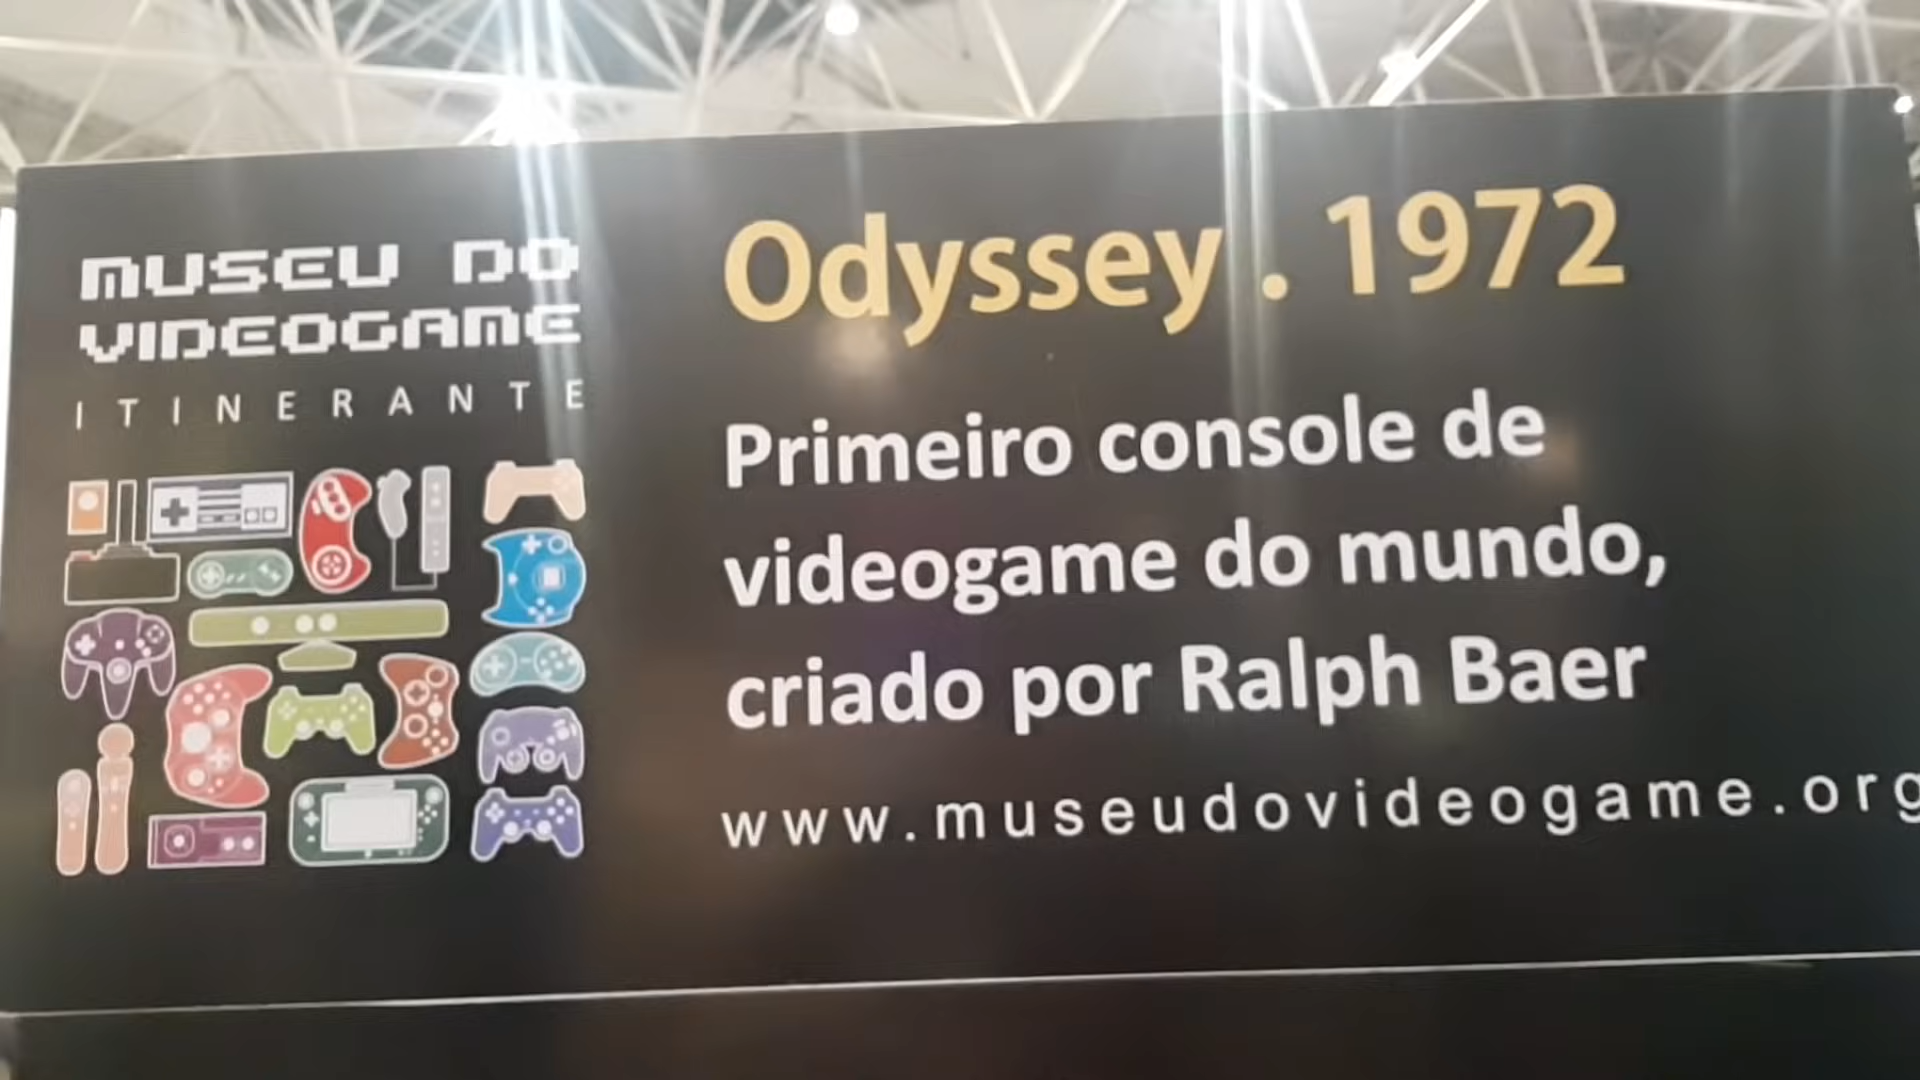 MUSEU DO
VIDEOGAME
ITINERANTE
Odyssey . 1972
Primeiro console de
videogame do mundo,
criado por Ralph Baer
www.museudovideogame.org